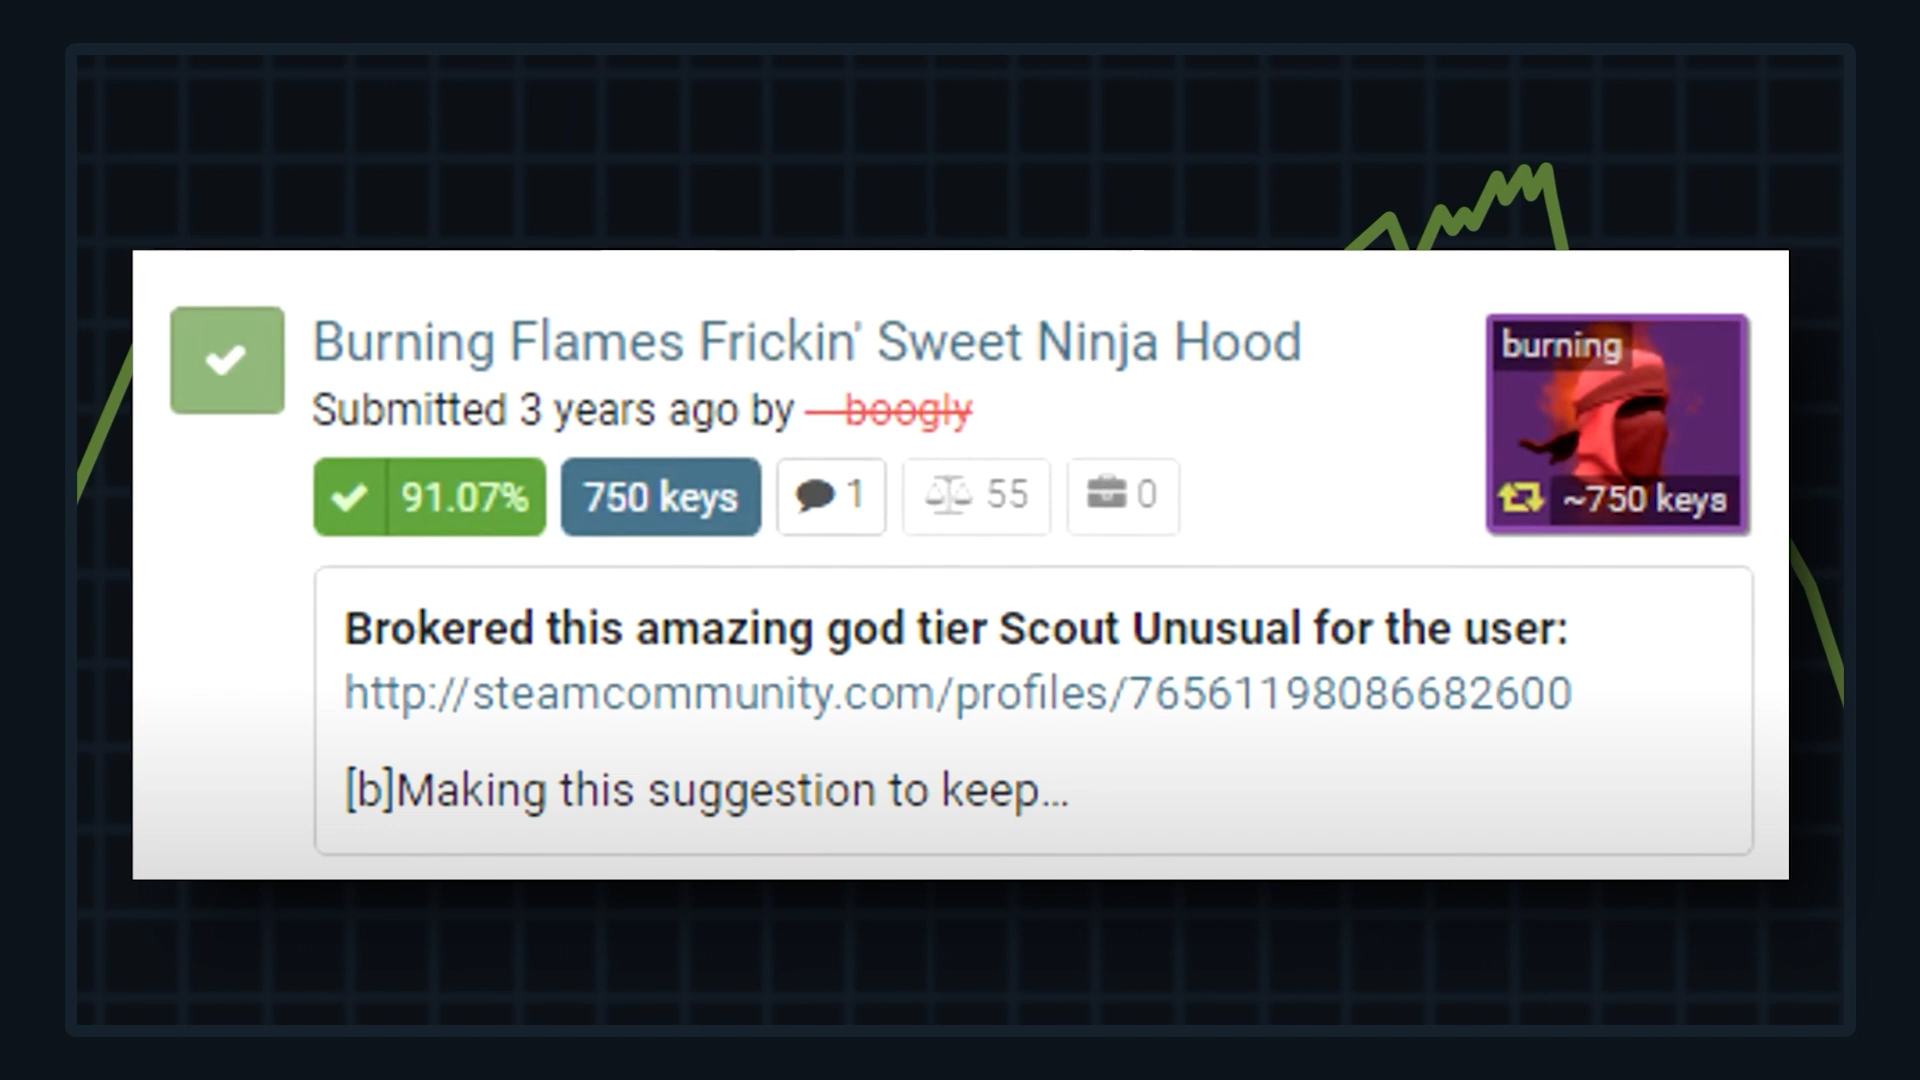 Burning Flames Frickin' Sweet Ninja Hood
Submitted 3 years ago by boogly
91.07% 750 keys 1 55 0
burning
~750 keys
Brokered this amazing god tier Scout Unusual for the user:
http://steamcommunity.com/profiles/76561198086682600
[b]Making this suggestion to keep...